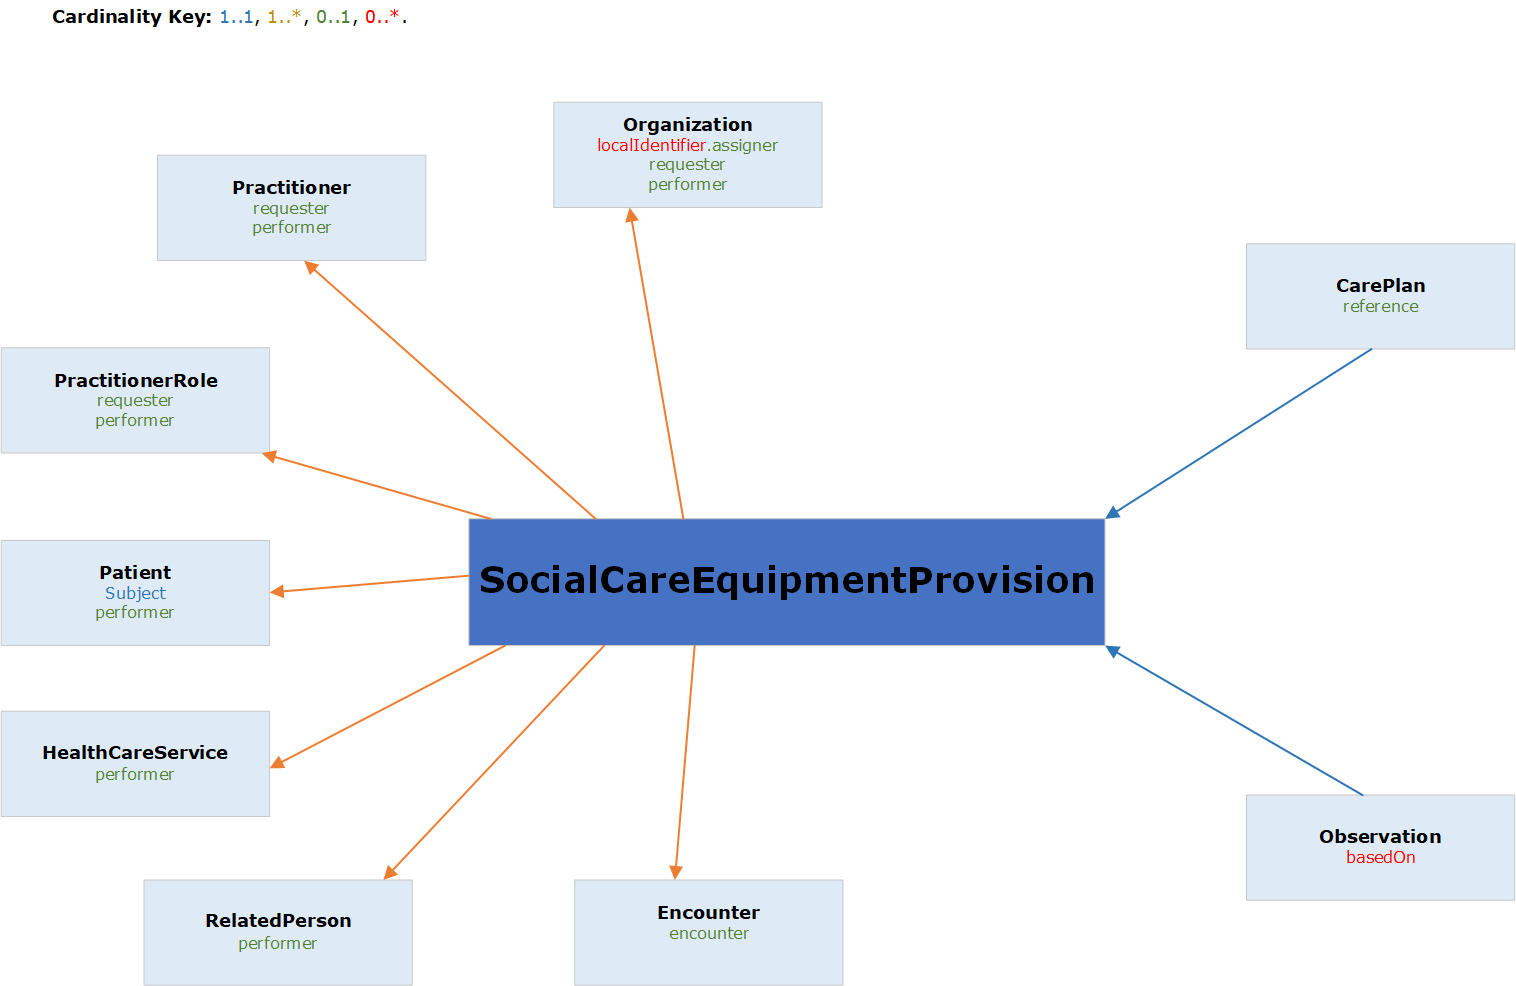 Cardinality Key: 1..1, 1..*, 0..1, 0..*.
Organization
localIdentifier.assigner
requester
performer
Practitioner
requester
performer
CarePlan
reference
PractitionerRole
requester
performer
SocialCareEquipmentProvision
Patient
Subject
performer
HealthCareService
performer
Observation
basedOn
RelatedPerson
performer
Encounter
encounter